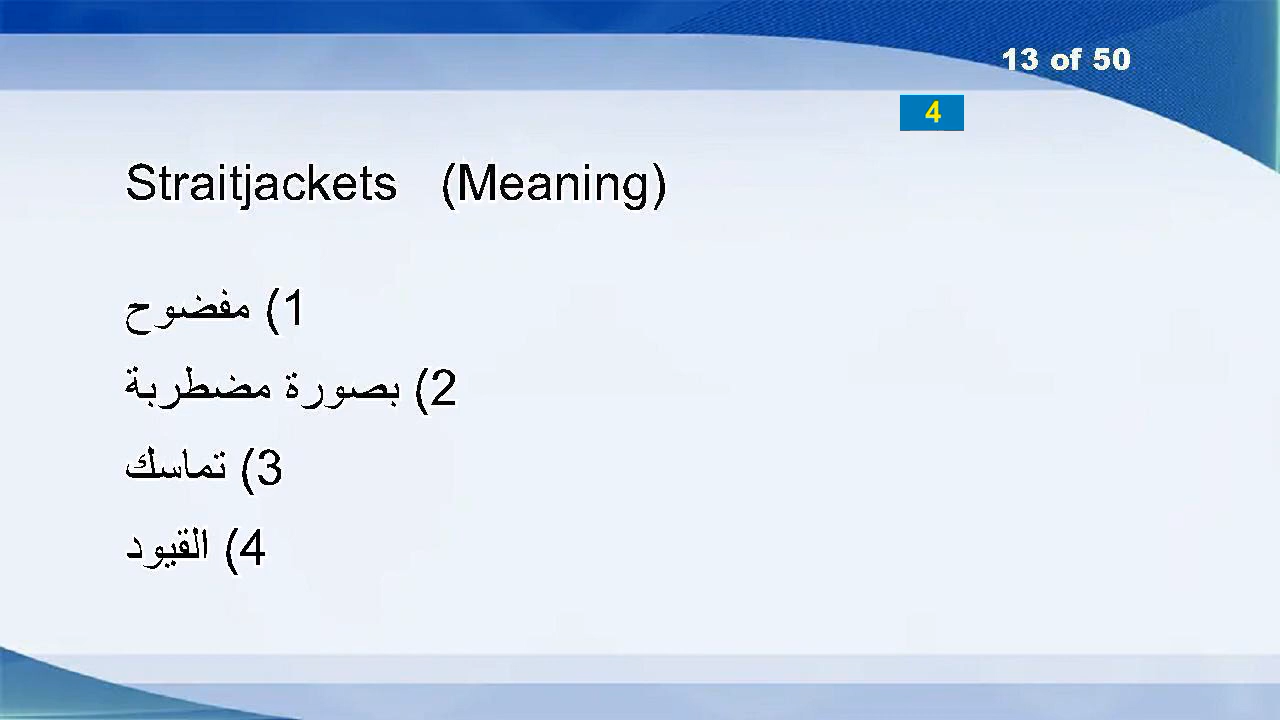 13 of 50
4
Straitjackets (Meaning)
1) مفضوح
2) بصورة مضطربة
3) تماسك
4) القيود